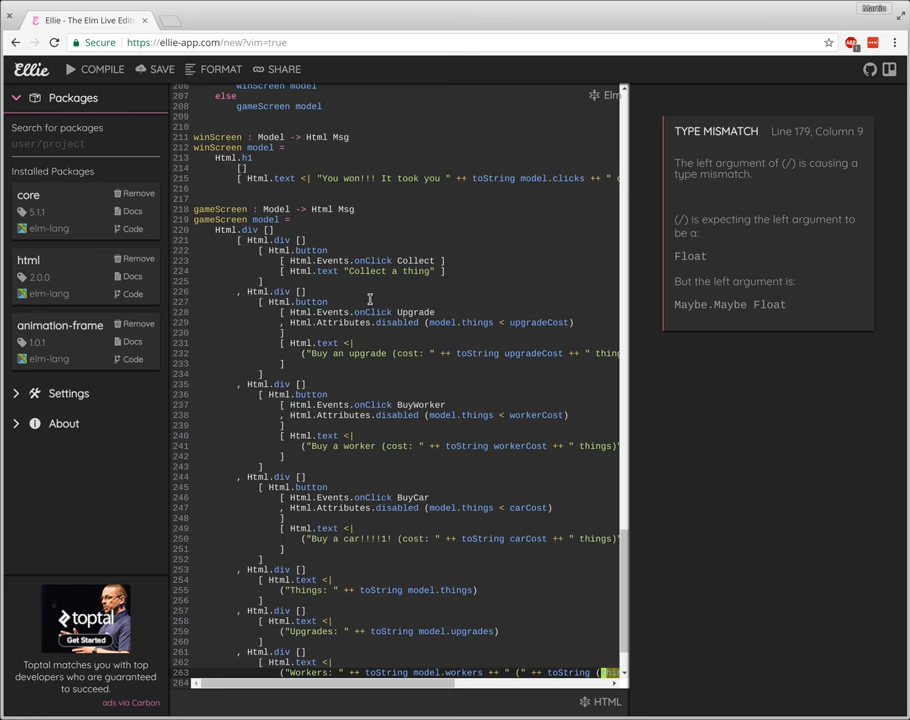 Martin
Ellie - The Elm Live Edit
Secure https://ellie-app.com/new?vim=true
ABP
1
Ellie COMPILE SAVE FORMAT SHARE
Packages
Search for packages
user/project
Installed Packages
core Remove
5.1.1 Docs
elm-lang Code
html Remove
2.0.0 Docs
elm-lang Code
animation-frame Remove
1.0.1 Docs
elm-lang Code
Settings
About
toptal
Get Started
Toptal matches you with top
developers who are guaranteed
to succeed.
ads via Carbon
206 winScreen model
207 else
208 gameScreen model
209
210
211 winScreen : Model -> Html Msg
212 winScreen model =
213 Html.h1
214 []
215 [ Html.text <| "You won!!! It took you " ++ toString model.clicks ++ " c
216
217
218 gameScreen : Model -> Html Msg
219 gameScreen model =
220 Html.div []
221 [ Html.div []
222 [ Html.button
223 [ Html.Events.onClick Collect ]
224 [ Html.text "Collect a thing" ]
225 ]
226 , Html.div []
227 [ Html.button
228 [ Html.Events.onClick Upgrade
229 , Html.Attributes.disabled (model.things < upgradeCost)
230 ]
231 [ Html.text <|
232 ("Buy an upgrade (cost: " ++ toString upgradeCost ++ " thing
233 ]
234 ]
235 , Html.div []
236 [ Html.button
237 [ Html.Events.onClick BuyWorker
238 , Html.Attributes.disabled (model.things < workerCost)
239 ]
240 [ Html.text <|
241 ("Buy a worker (cost: " ++ toString workerCost ++ " things)"
242 ]
243 ]
244 , Html.div []
245 [ Html.button
246 [ Html.Events.onClick BuyCar
247 , Html.Attributes.disabled (model.things < carCost)
248 ]
249 [ Html.text <|
250 ("Buy a car!!!!1! (cost: " ++ toString carCost ++ " things)"
251 ]
252 ]
253 , Html.div []
254 [ Html.text <|
255 ("Things: " ++ toString model.things)
256 ]
257 , Html.div []
258 [ Html.text <|
259 ("Upgrades: " ++ toString model.upgrades)
260 ]
261 , Html.div []
262 [ Html.text <|
263 ("Workers: " ++ toString model.workers ++ " (" ++ toString (
264
Elm
HTML
TYPE MISMATCH Line 179, Column 9
The left argument of (/) is causing a
type mismatch.
(/) is expecting the left argument to
be a:
Float
But the left argument is:
Maybe.Maybe Float